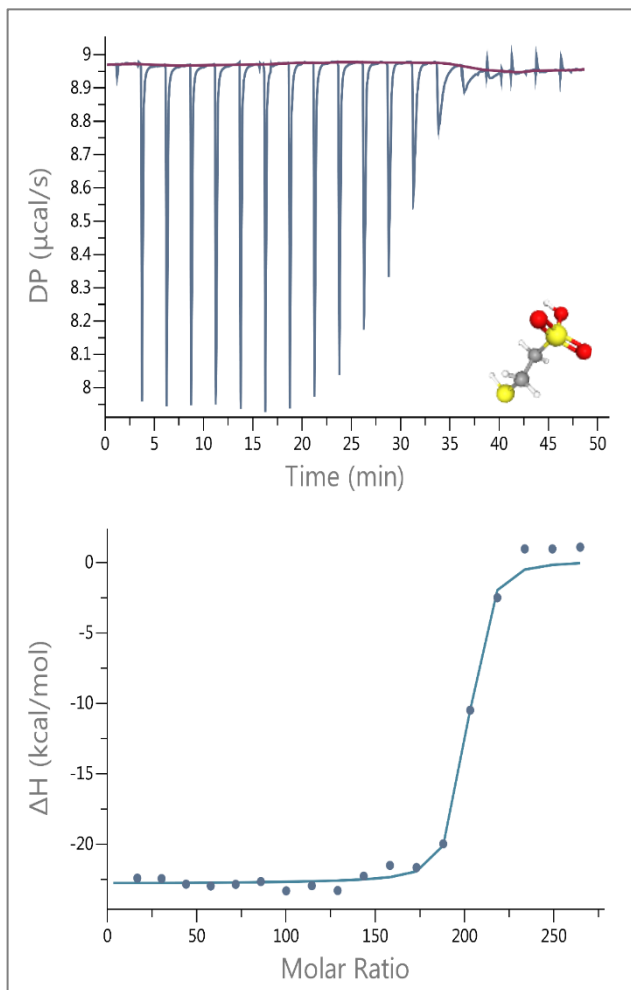 9
8.9
8.8
8.7
8.6
8.5
8.4
8.3
8.2
8.1
8
DP (µcal/s)
0 5 10 15 20 25 30 35 40 45 50
Time (min)
0
-5
-10
-15
-20
ΔH (kcal/mol)
0 50 100 150 200 250
Molar Ratio